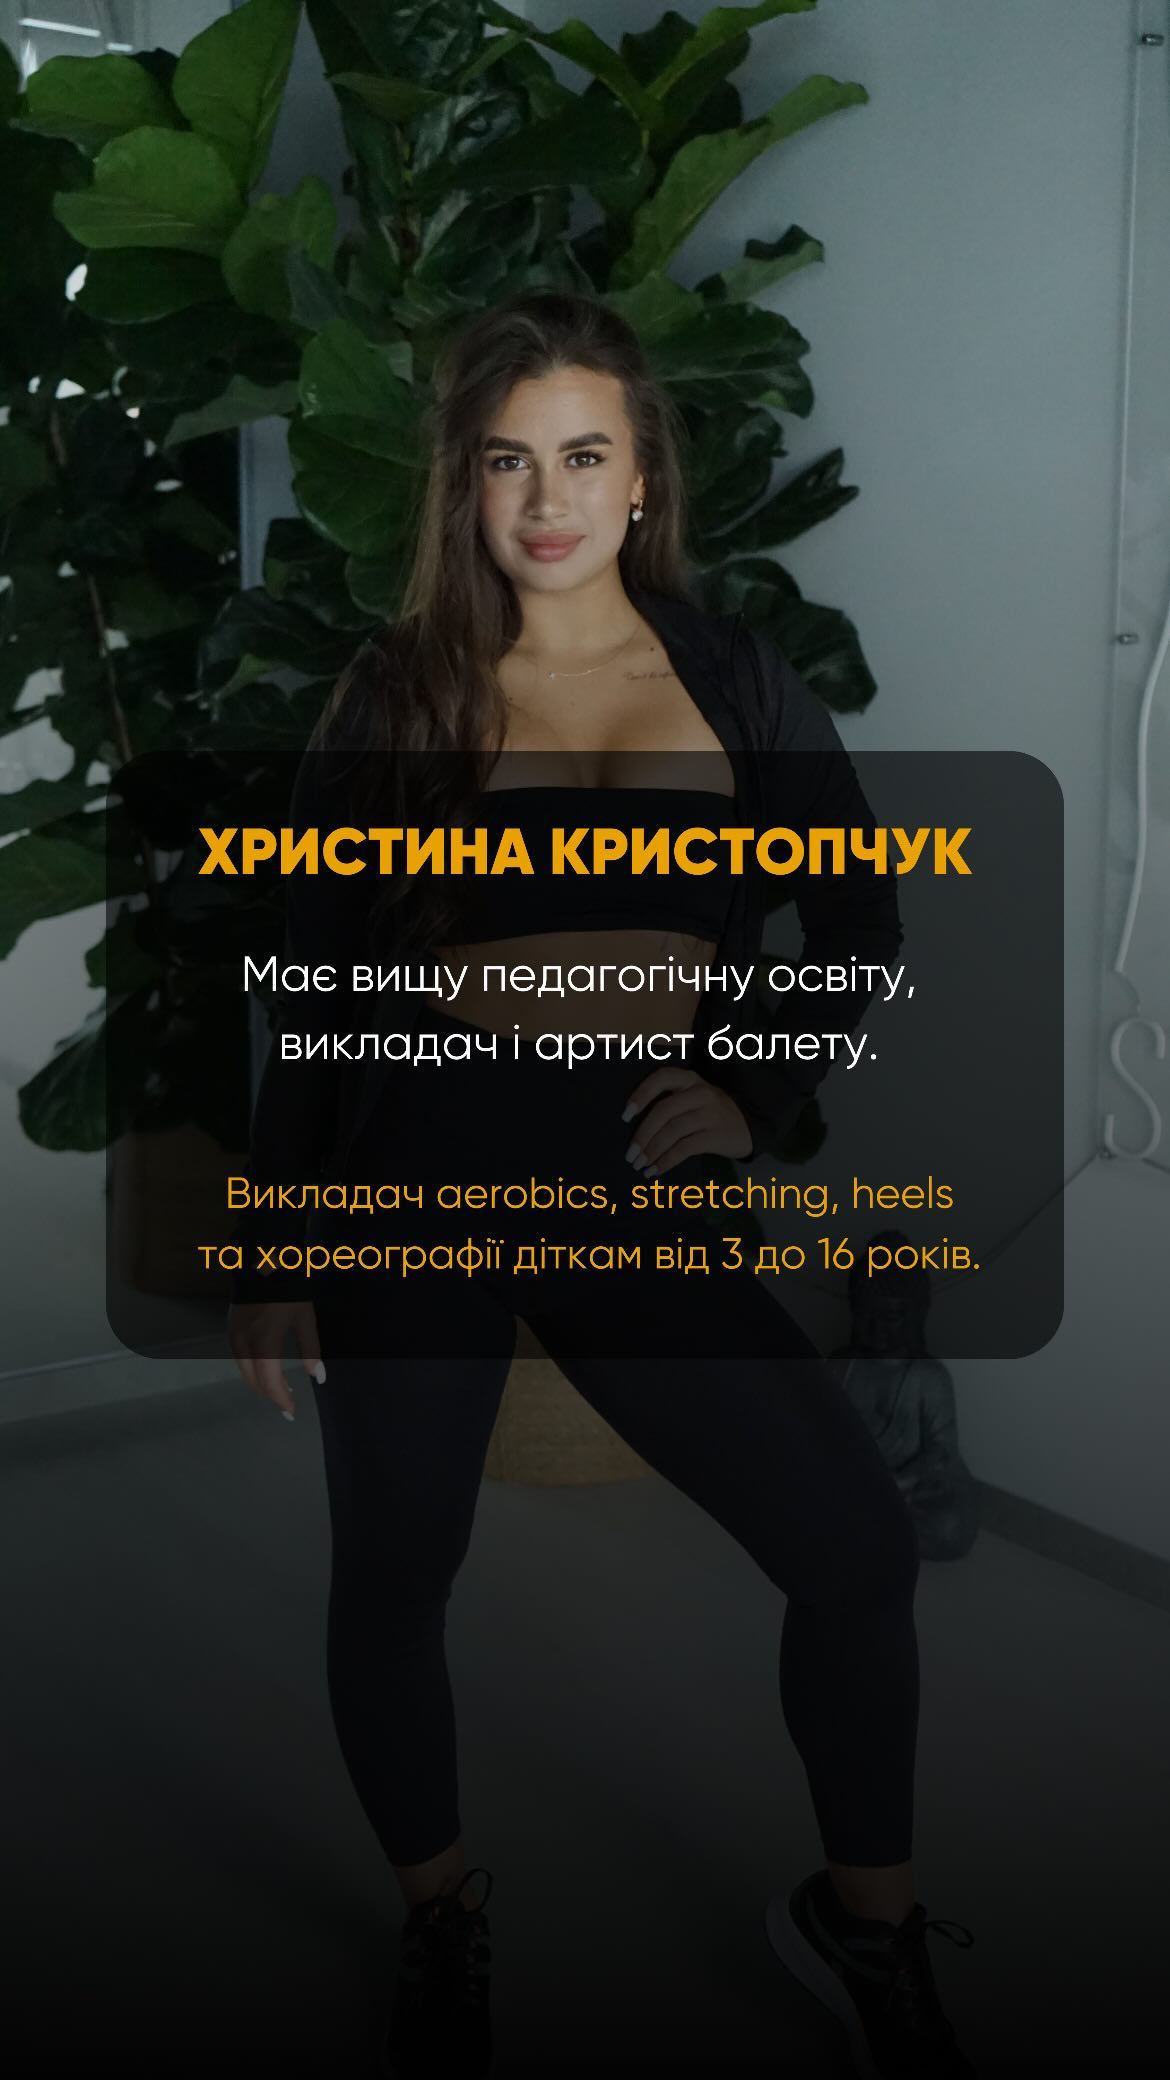 ХРИСТИНА КРИСТОПЧУК
Має вищу педагогічну освіту,
викладач і артист балету.
Викладач aerobics, stretching, heels
та хореографії діткам від 3 до 16 років.